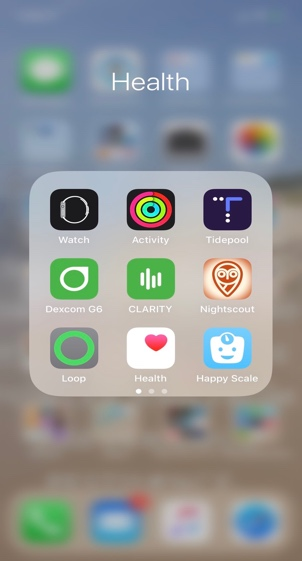 Health
Watch
Activity
Tidepool
Dexcom G6
CLARITY
Nightscout
Loop
Health
Happy Scale